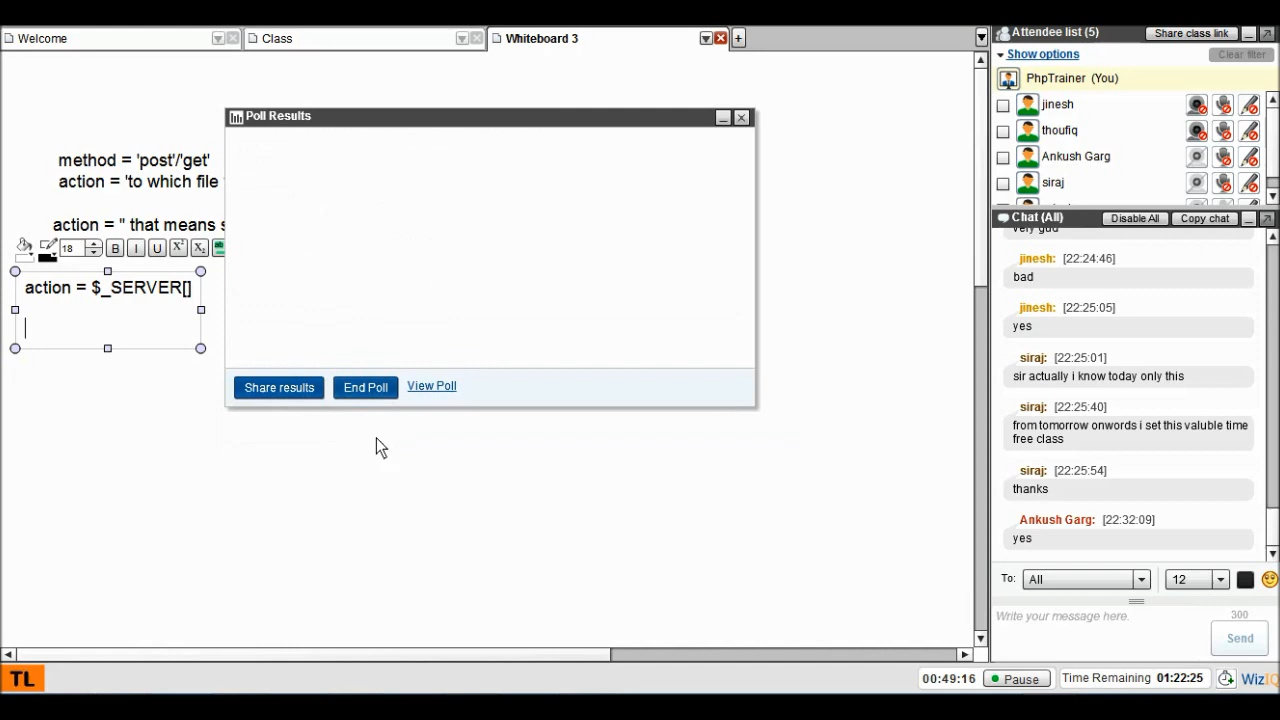 Welcome
Class
Whiteboard 3
+
Attendee list (5)
Share class link
Show options
Clear filter
PhpTrainer (You)
jinesh
thoufiq
Ankush Garg
siraj
Poll Results
method = 'post'/'get'
action = 'to which file
action = '' that means
18
B I U X² X₂
action = $_SERVER[]
Share results
End Poll
View Poll
Chat (All)
Disable All
Copy chat
very gud
jinesh: [22:24:46]
bad
jinesh: [22:25:05]
yes
siraj: [22:25:01]
sir actually i know today only this
siraj: [22:25:40]
from tomorrow onwords i set this valuble time
free class
siraj: [22:25:54]
thanks
Ankush Garg: [22:32:09]
yes
To: All
12
Write your message here.
300
Send
TL
00:49:16
Pause
Time Remaining 01:22:25
WizIQ